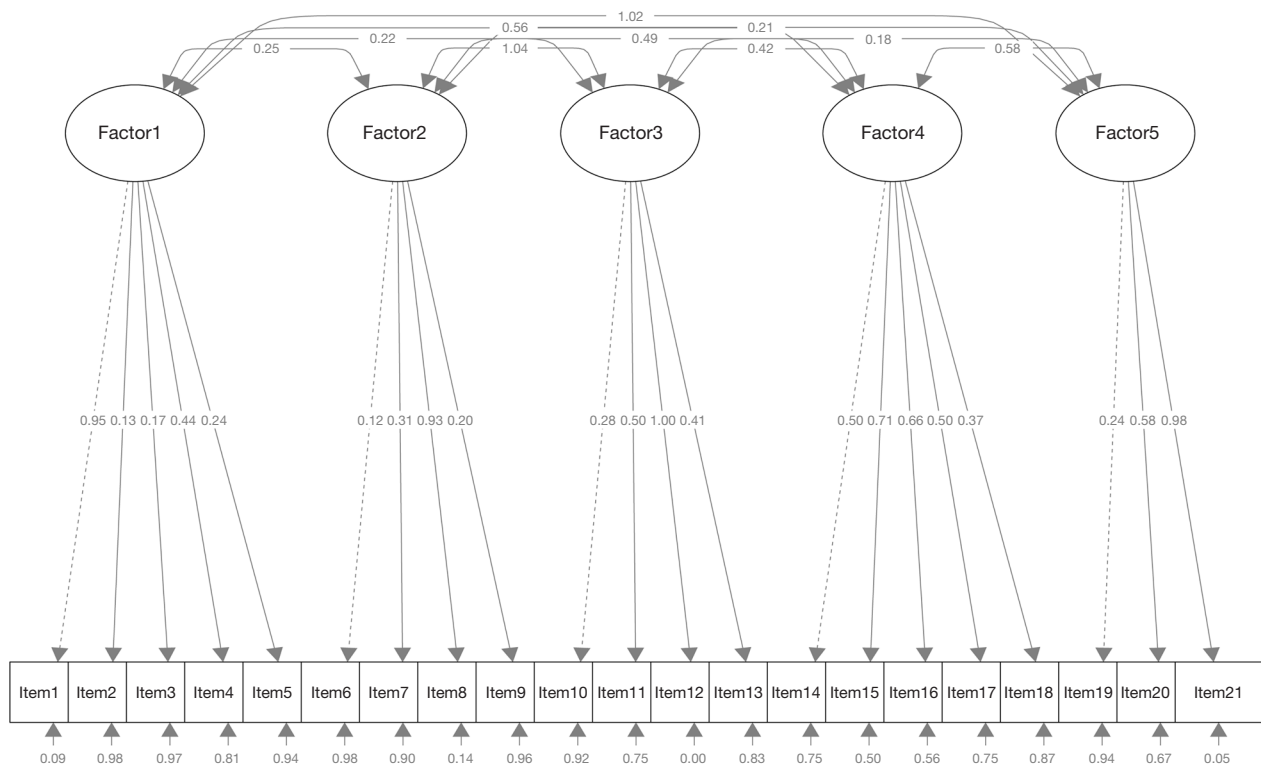 1.02
0.56 0.21
0.22 0.49 0.18
0.25 1.04 0.42 0.58
Factor1 Factor2 Factor3 Factor4 Factor5
0.95 0.13 0.17 0.44 0.24 0.12 0.31 0.93 0.20 0.28 0.50 1.00 0.41 0.50 0.71 0.66 0.50 0.37 0.24 0.58 0.98
Item1 Item2 Item3 Item4 Item5 Item6 Item7 Item8 Item9 Item10 Item11 Item12 Item13 Item14 Item15 Item16 Item17 Item18 Item19 Item20 Item21
0.09 0.98 0.97 0.81 0.94 0.98 0.90 0.14 0.96 0.92 0.75 0.00 0.83 0.75 0.50 0.56 0.75 0.87 0.94 0.67 0.05